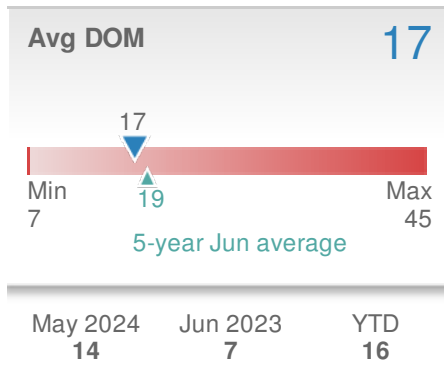 Avg DOM 17
17
Min Max
19
7 45
5-year Jun average
May 2024 Jun 2023 YTD
14 7 16